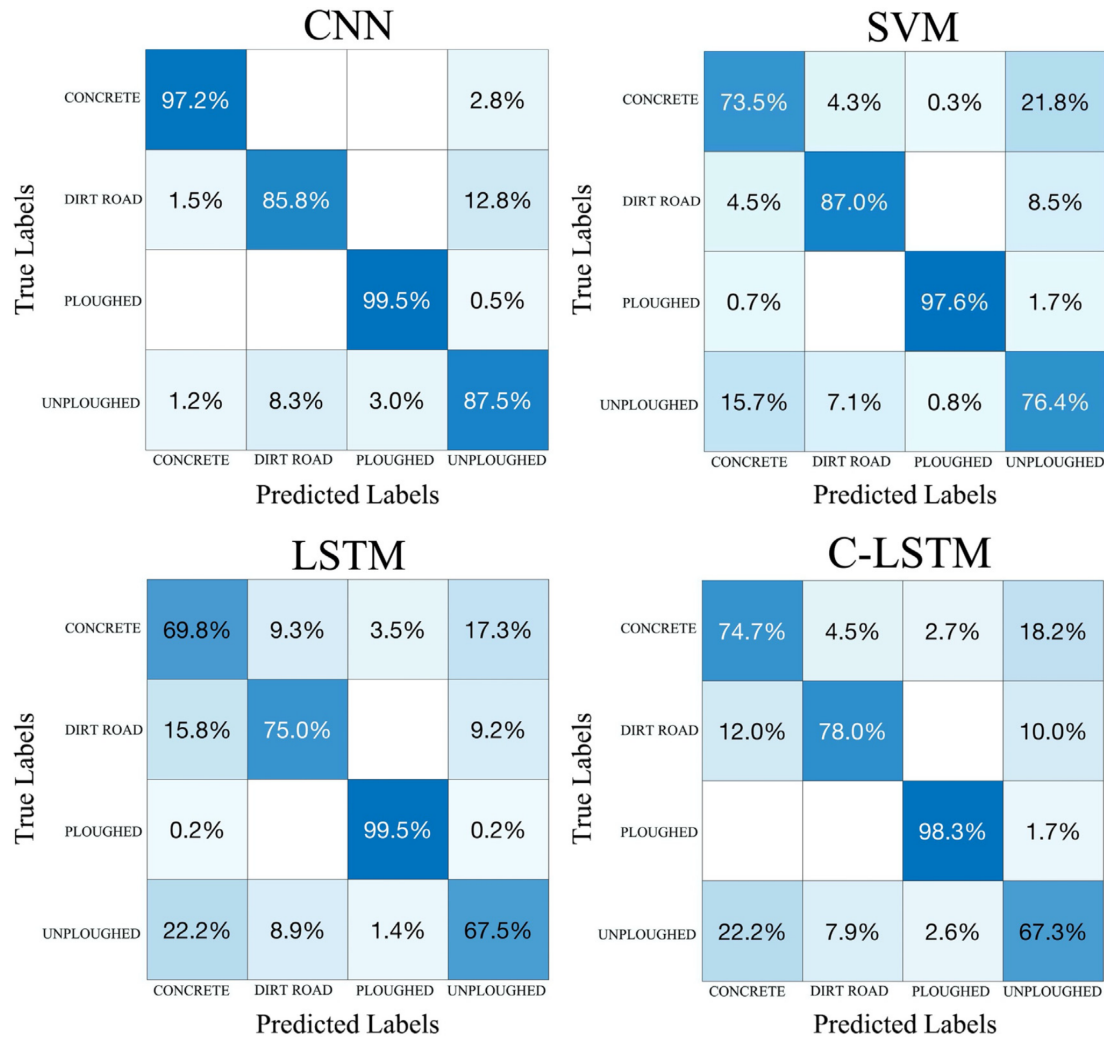 CNN
CONCRETE 97.2% 2.8%
DIRT ROAD 1.5% 85.8% 12.8%
PLOUGHED 99.5% 0.5%
UNPLOUGHED 1.2% 8.3% 3.0% 87.5%
CONCRETE DIRT ROAD PLOUGHED UNPLOUGHED
Predicted Labels
True Labels
SVM
CONCRETE 73.5% 4.3% 0.3% 21.8%
DIRT ROAD 4.5% 87.0% 8.5%
PLOUGHED 0.7% 97.6% 1.7%
UNPLOUGHED 15.7% 7.1% 0.8% 76.4%
CONCRETE DIRT ROAD PLOUGHED UNPLOUGHED
Predicted Labels
True Labels
LSTM
CONCRETE 69.8% 9.3% 3.5% 17.3%
DIRT ROAD 15.8% 75.0% 9.2%
PLOUGHED 0.2% 99.5% 0.2%
UNPLOUGHED 22.2% 8.9% 1.4% 67.5%
CONCRETE DIRT ROAD PLOUGHED UNPLOUGHED
Predicted Labels
True Labels
C-LSTM
CONCRETE 74.7% 4.5% 2.7% 18.2%
DIRT ROAD 12.0% 78.0% 10.0%
PLOUGHED 98.3% 1.7%
UNPLOUGHED 22.2% 7.9% 2.6% 67.3%
CONCRETE DIRT ROAD PLOUGHED UNPLOUGHED
Predicted Labels
True Labels